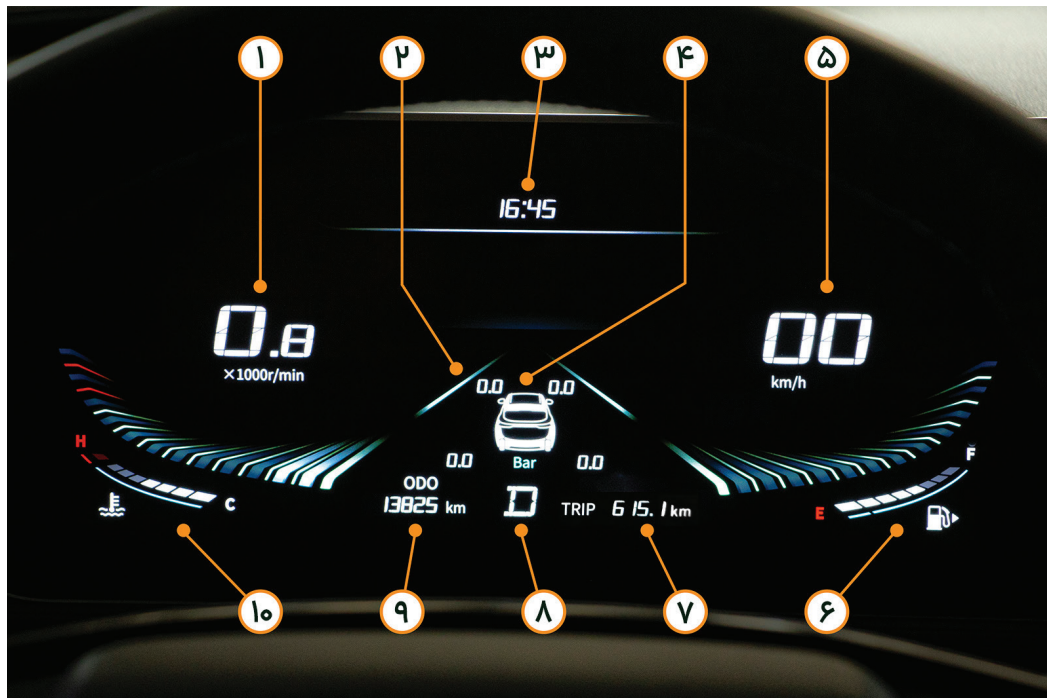 ۱ ۲ ۳ ۴ ۵
16:45
0.8
×1000r/min
00
km/h
0.0 0.0
H
F
0.0 Bar 0.0
C
ODO
13825 km
D
TRIP 615.1 km
E
۱۰ ۹ ۸ ۷ ۶